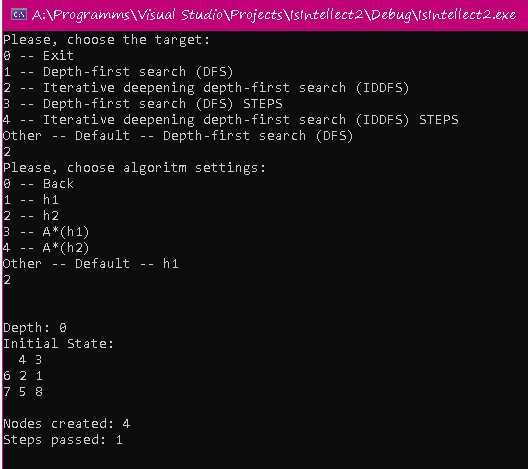 A:\Programms\Visual Studio\Projects\IsIntellect2\Debug\IsIntellect2.exe
Please, choose the target:
0 -- Exit
1 -- Depth-first search (DFS)
2 -- Iterative deepening depth-first search (IDDFS)
3 -- Depth-first search (DFS) STEPS
4 -- Iterative deepening depth-first search (IDDFS) STEPS
Other -- Default -- Depth-first search (DFS)
2
Please, choose algoritm settings:
0 -- Back
1 -- h1
2 -- h2
3 -- A*(h1)
4 -- A*(h2)
Other -- Default -- h1
2
Depth: 0
Initial State:
  4 3
6 2 1
7 5 8
Nodes created: 4
Steps passed: 1